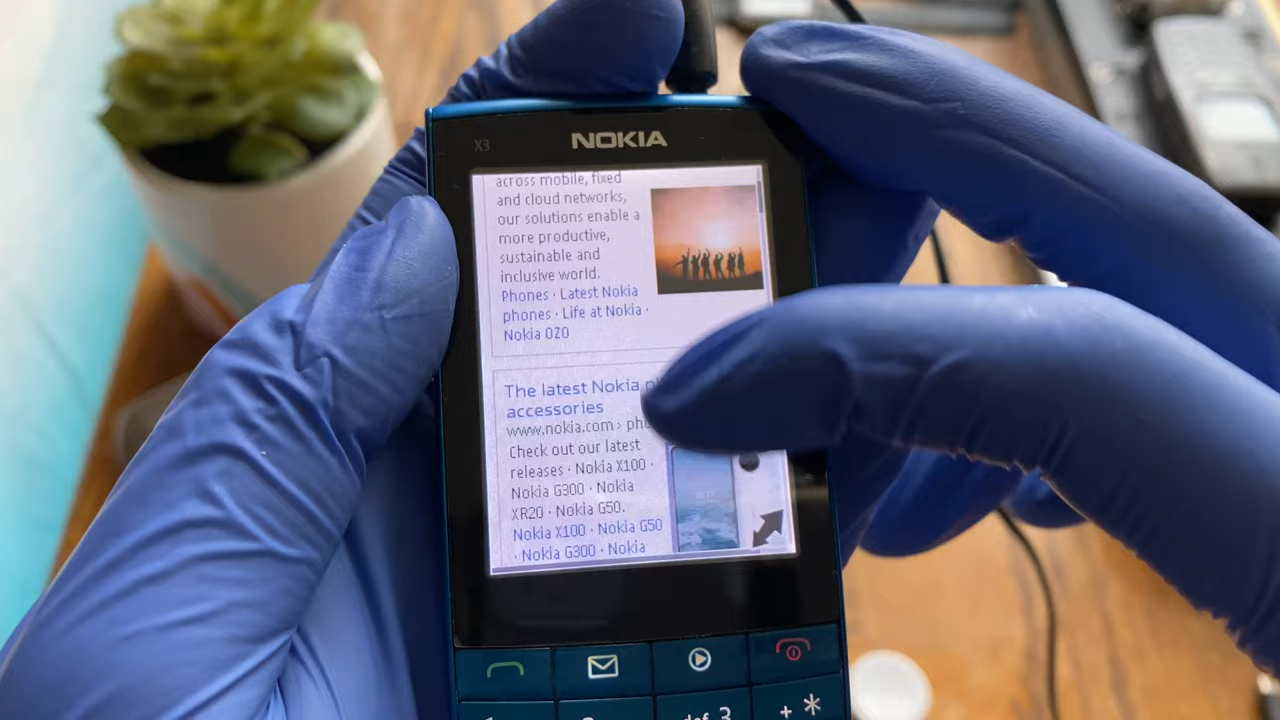 X3
NOKIA
across mobile, fixed
and cloud networks,
our solutions enable a
more productive,
sustainable and
inclusive world.
Phones · Latest Nokia
phones · Life at Nokia ·
Nokia OZO
The latest Nokia
accessories
www.nokia.com ›
Check out our latest
releases · Nokia X100 ·
Nokia G300 · Nokia
XR20 · Nokia G50.
Nokia X100 · Nokia G50
· Nokia G300 · Nokia
def 3
+ *